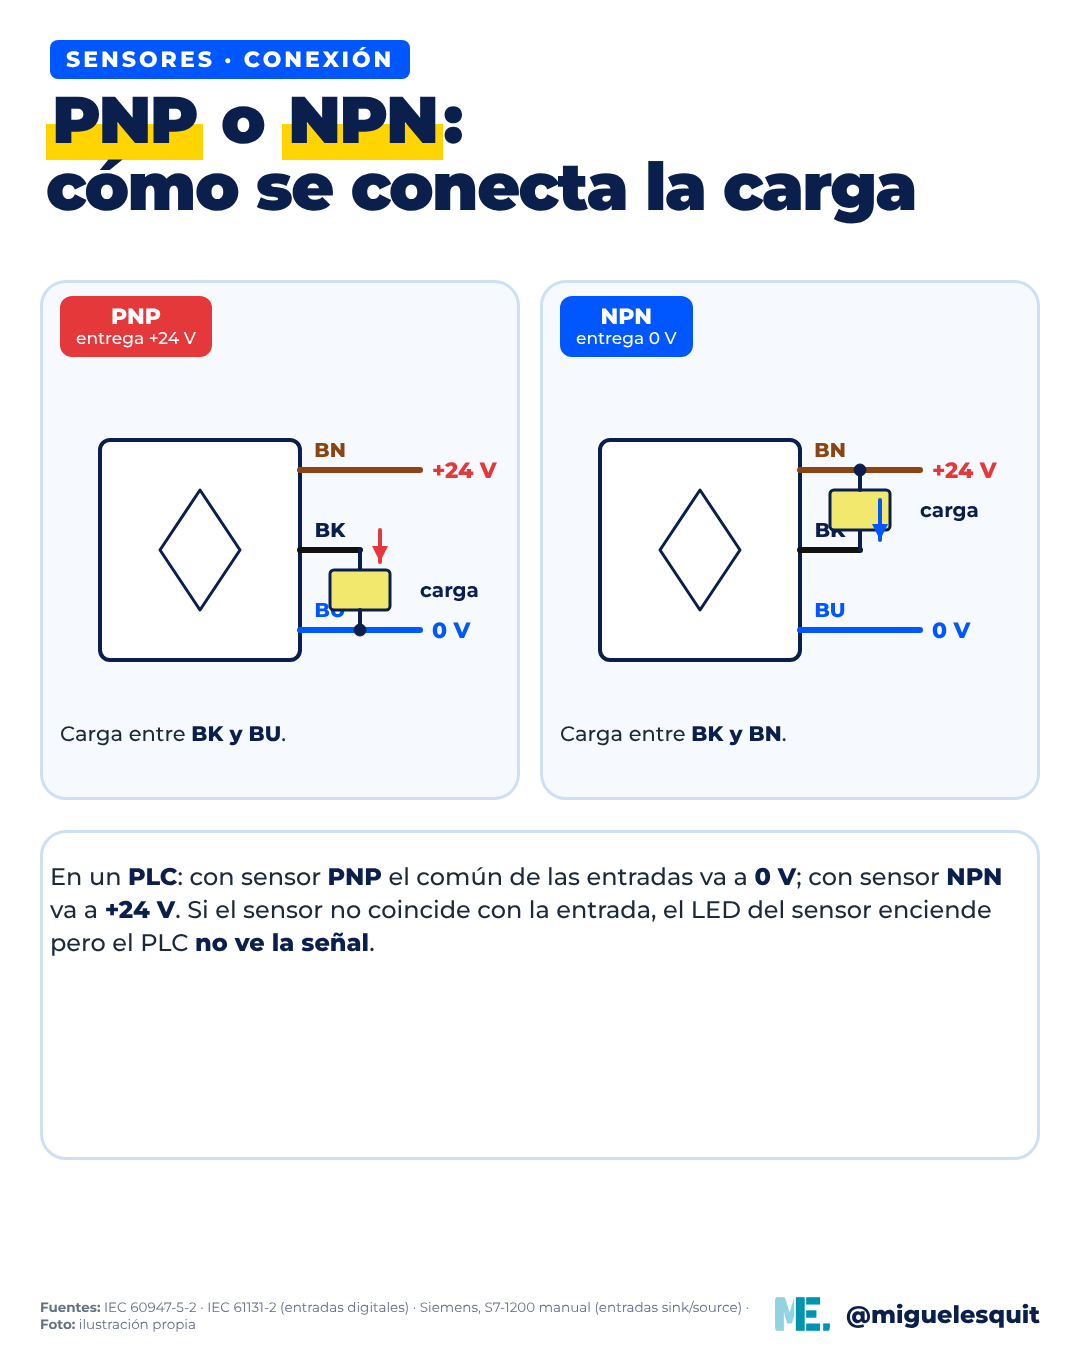 SENSORES · CONEXIÓN
PNP o NPN:
cómo se conecta la carga
PNP
entrega +24 V
BN
+24 V
BK
carga
BU
0 V
Carga entre BK y BU.
NPN
entrega 0 V
BN
+24 V
carga
BK
BU
0 V
Carga entre BK y BN.
En un PLC: con sensor PNP el común de las entradas va a 0 V; con sensor NPN
va a +24 V. Si el sensor no coincide con la entrada, el LED del sensor enciende
pero el PLC no ve la señal.
Fuentes: IEC 60947-5-2 · IEC 61131-2 (entradas digitales) · Siemens, S7-1200 manual (entradas sink/source) ·
Foto: ilustración propia
ME.
@miguelesquit